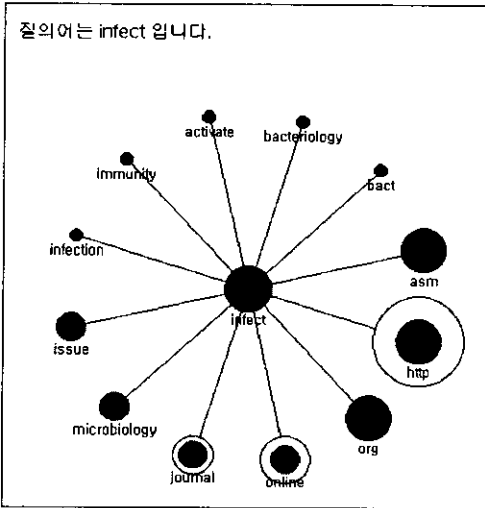 질의어는 infect 입니다.
activate
bacteriology
immunity
bact
infection
asm
infect
issue
http
microbiology
org
journal
online